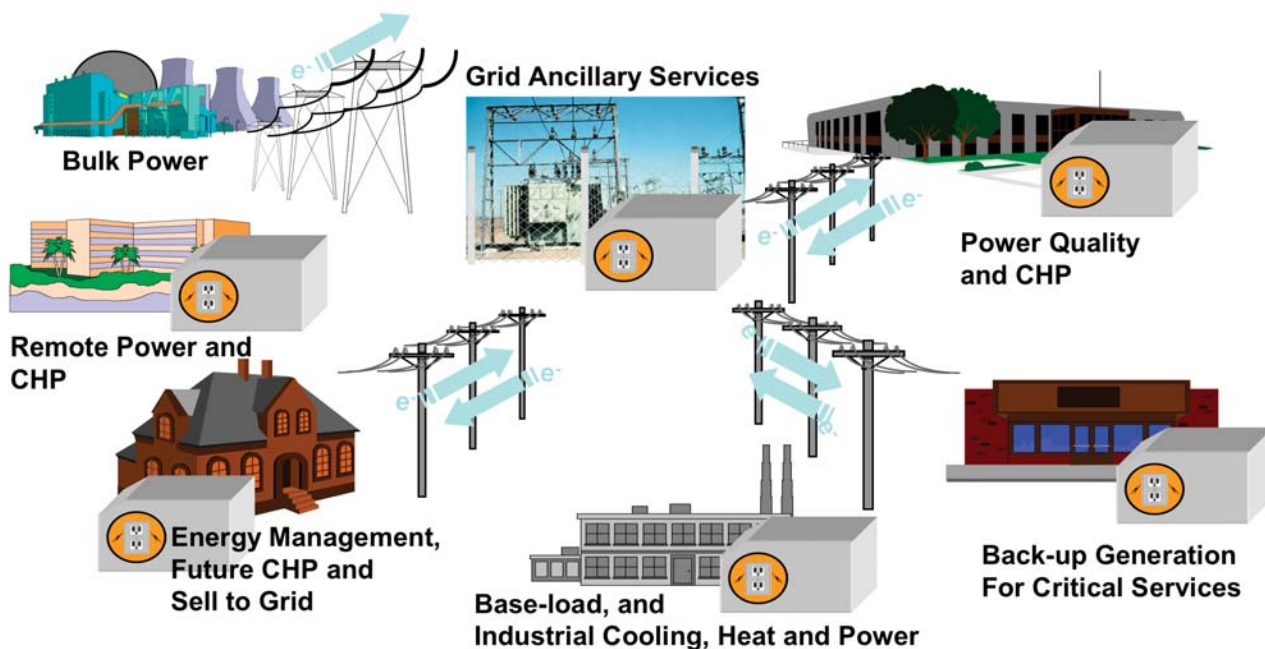 e-
Grid Ancillary Services
Bulk Power
e-
e-
Power Quality
and CHP
Remote Power and
CHP
e-
e-
e-
e-
Energy Management,
Future CHP and
Sell to Grid
Back-up Generation
For Critical Services
Base-load, and
Industrial Cooling, Heat and Power